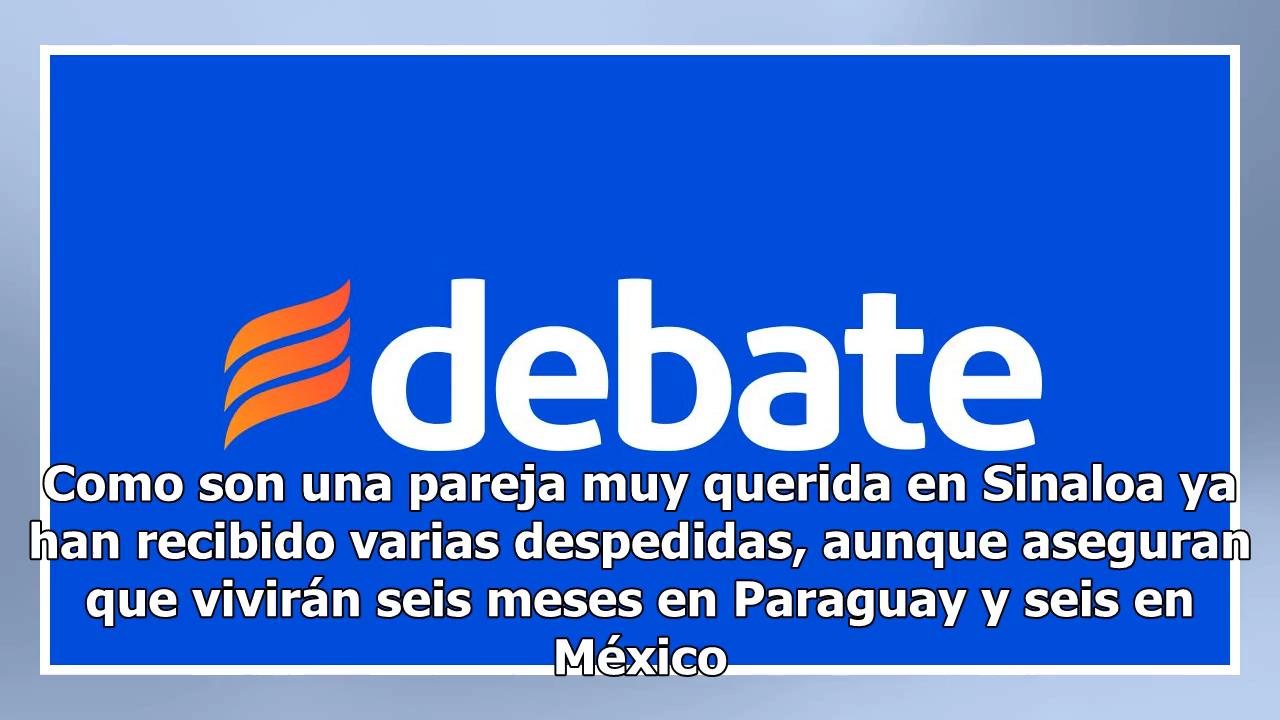 debate
Como son una pareja muy querida en Sinaloa ya
han recibido varias despedidas, aunque aseguran
que vivirán seis meses en Paraguay y seis en
México